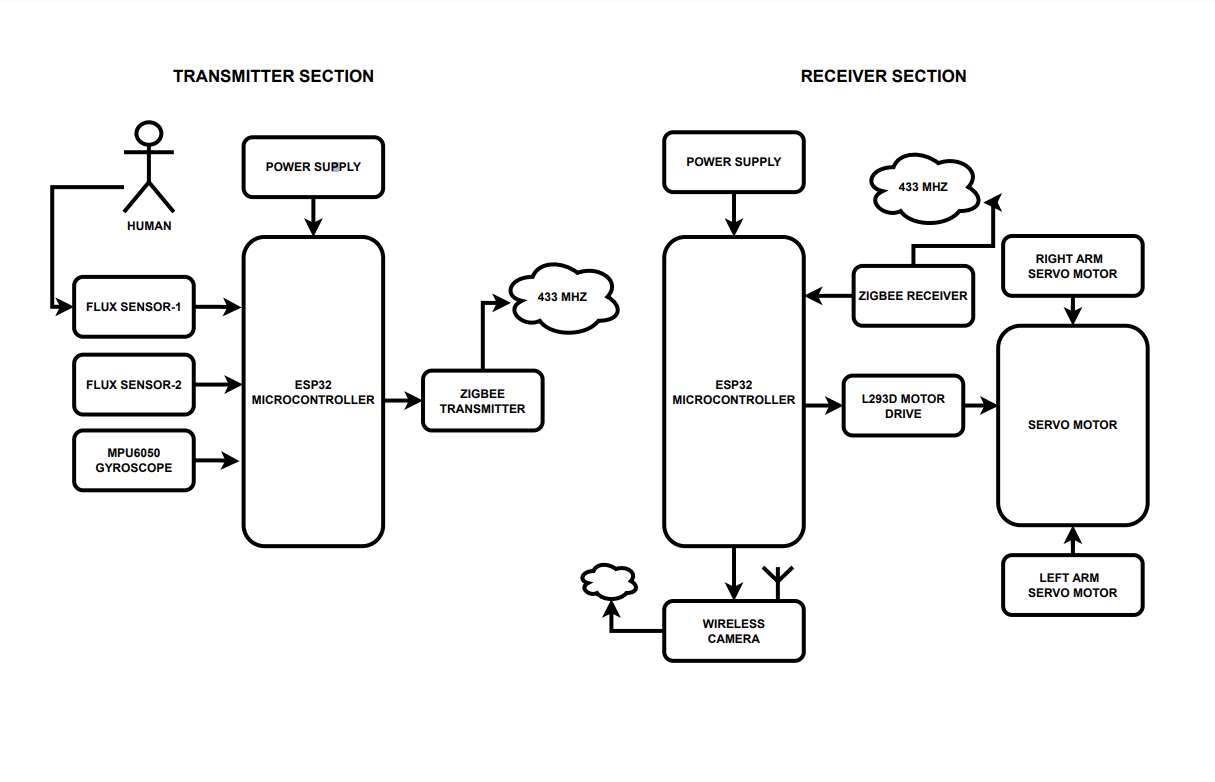 TRANSMITTER SECTION
HUMAN
POWER SUPPLY
FLUX SENSOR-1
FLUX SENSOR-2
MPU6050
GYROSCOPE
ESP32
MICROCONTROLLER
433 MHZ
ZIGBEE
TRANSMITTER
RECEIVER SECTION
POWER SUPPLY
433 MHZ
ZIGBEE RECEIVER
RIGHT ARM
SERVO MOTOR
ESP32
MICROCONTROLLER
L293D MOTOR
DRIVE
SERVO MOTOR
LEFT ARM
SERVO MOTOR
WIRELESS
CAMERA